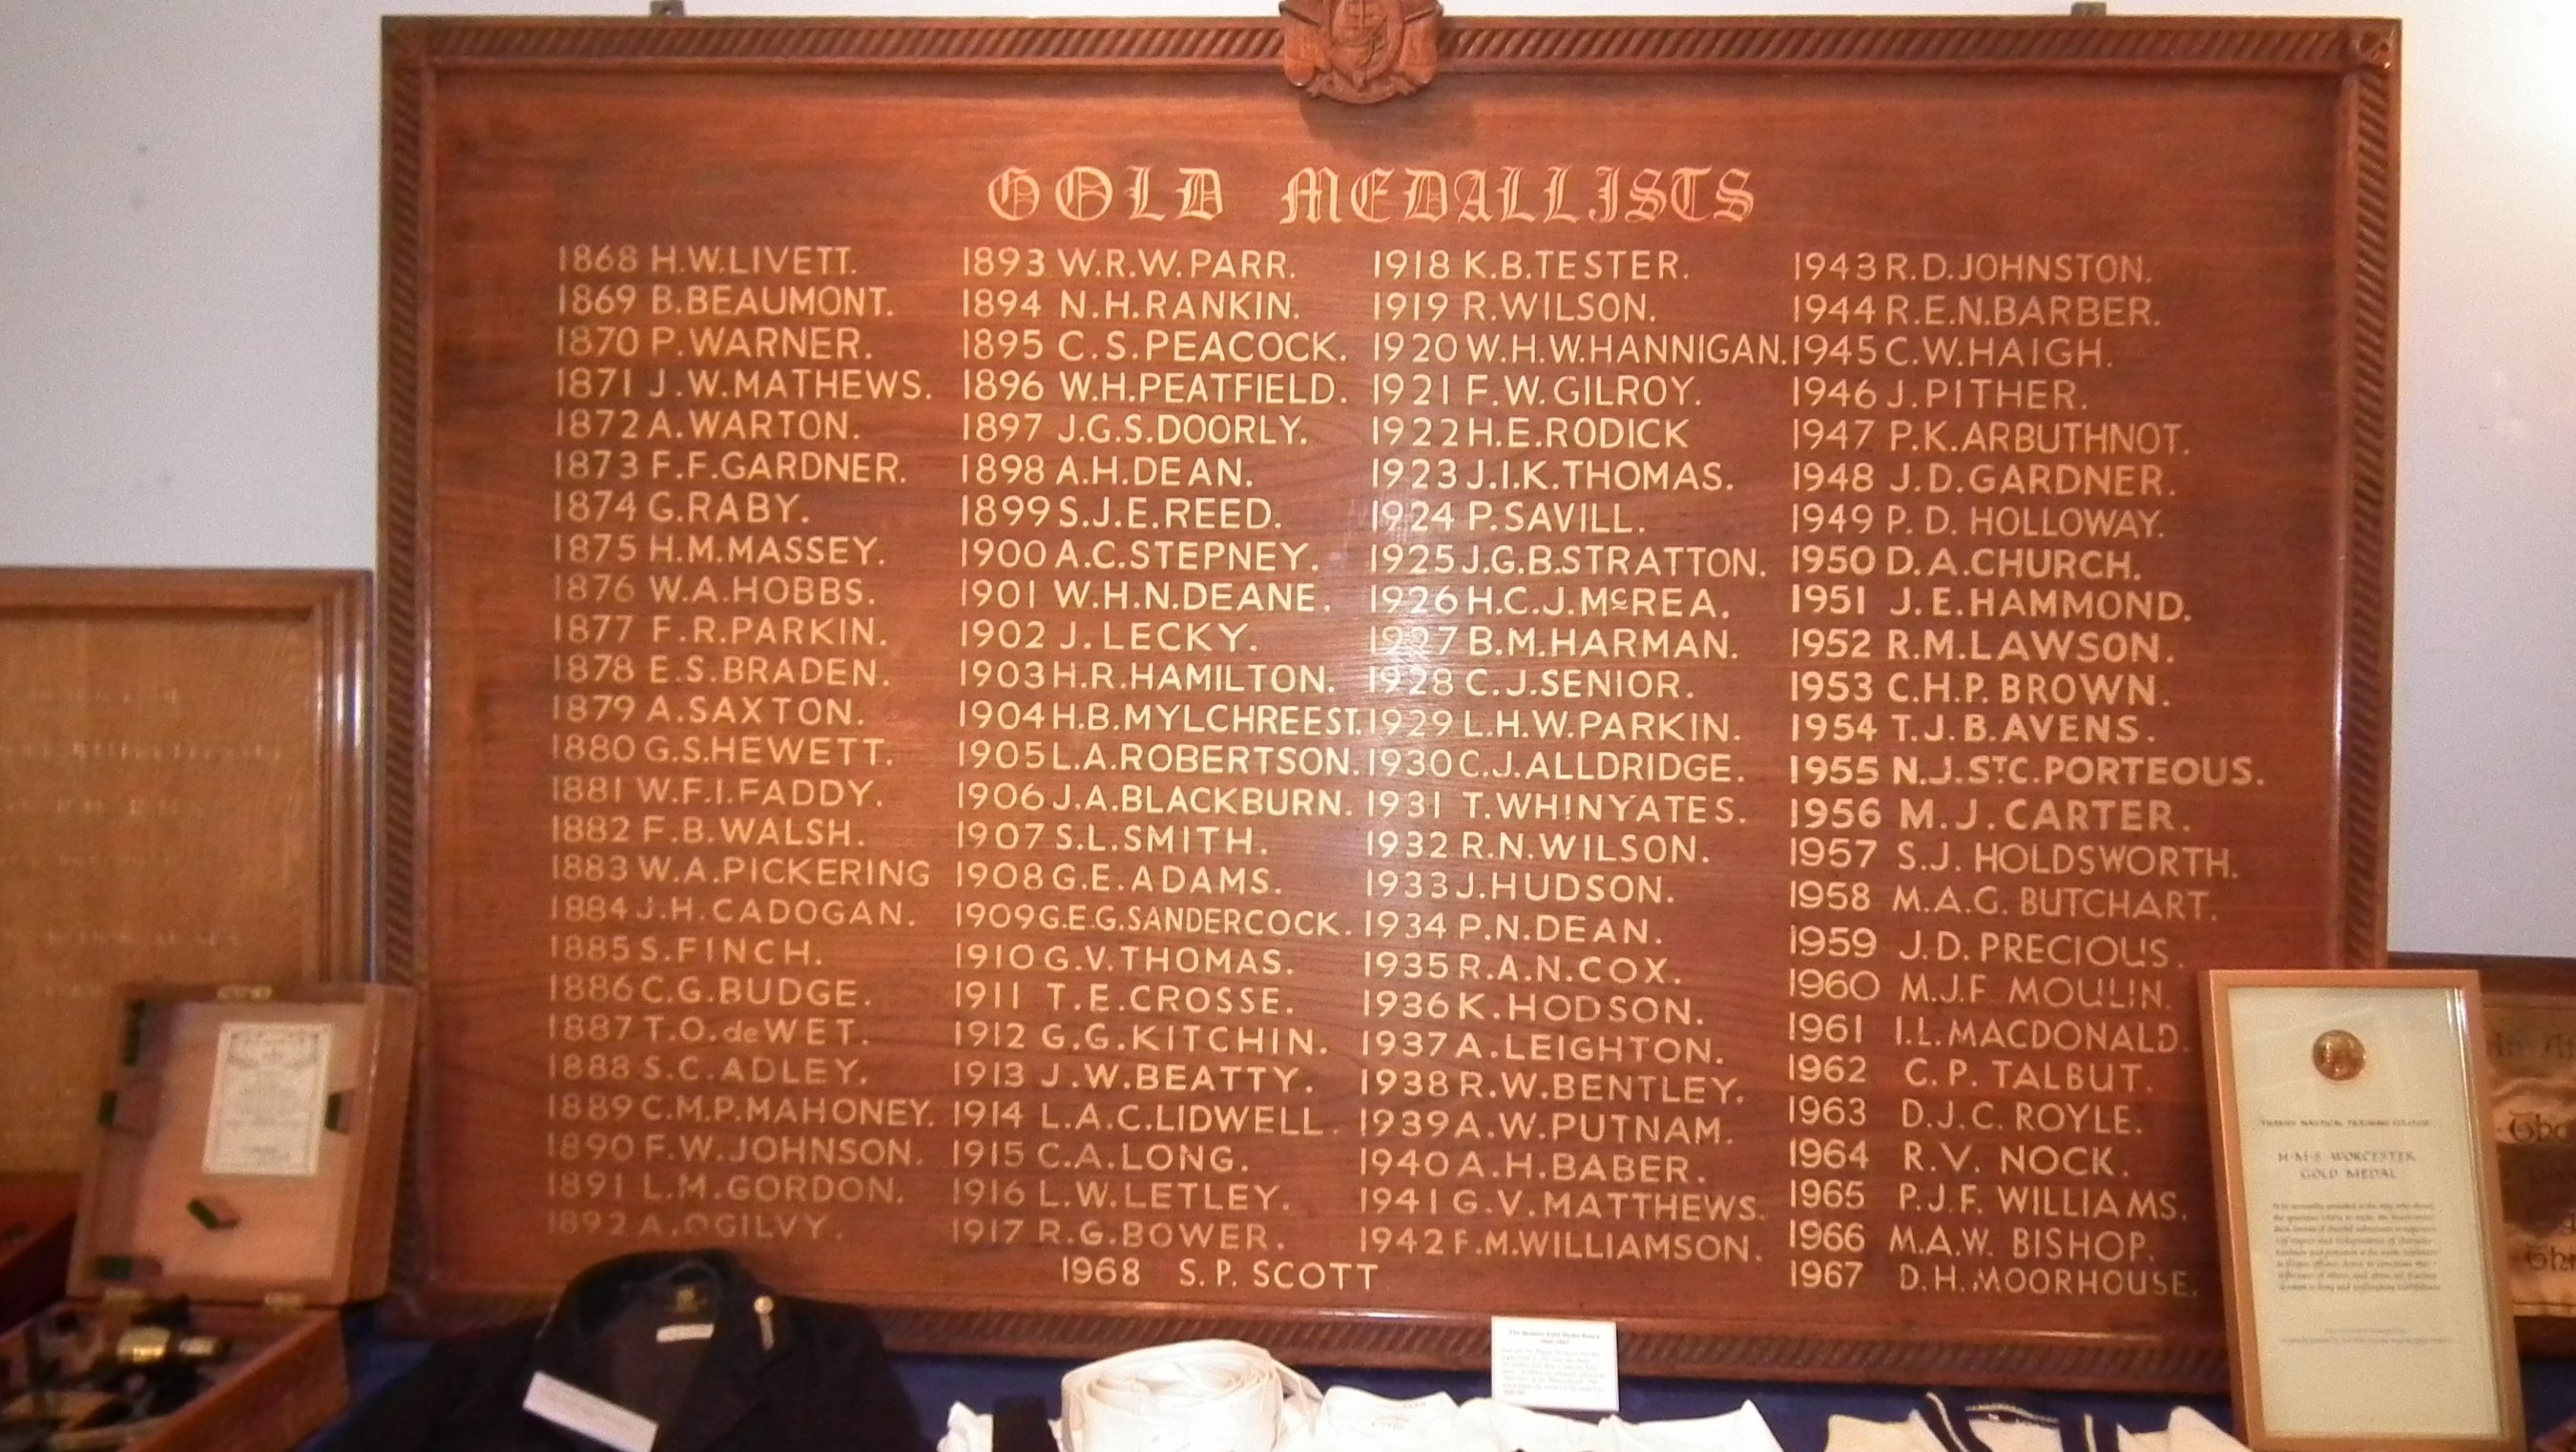 GOLD MEDALLISTS
1868 H.W.LIVETT.
1869 B.BEAUMONT.
1870 P.WARNER.
1871 J.W.MATHEWS.
1872 A.WARTON.
1873 F.F.GARDNER.
1874 G.RABY.
1875 H.M.MASSEY.
1876 W.A.HOBBS.
1877 F.R.PARKIN.
1878 E.S.BRADEN.
1879 A.SAXTON.
1880 G.S.HEWETT.
1881 W.F.I.FADDY.
1882 F.B.WALSH.
1883 W.A.PICKERING
1884 J.H.CADOGAN.
1885 S.FINCH.
1886 C.G.BUDGE.
1887 T.O.deWET.
1888 S.C.ADLEY.
1889 C.M.P.MAHONEY.
1890 F.W.JOHNSON.
1891 L.M.GORDON.
1892 A.OGILVY.
1893 W.R.W.PARR.
1894 N.H.RANKIN.
1895 C.S.PEACOCK.
1896 W.H.PEATFIELD.
1897 J.G.S.DOORLY.
1898 A.H.DEAN.
1899 S.J.E.REED.
1900 A.C.STEPNEY.
1901 W.H.N.DEANE.
1902 J.LECKY.
1903 H.R.HAMILTON.
1904 H.B.MYLCHREEST.
1905 L.A.ROBERTSON.
1906 J.A.BLACKBURN.
1907 S.L.SMITH.
1908 G.E.ADAMS.
1909 G.E.G.SANDERCOCK.
1910 G.V.THOMAS.
1911 T.E.CROSSE.
1912 G.G.KITCHIN.
1913 J.W.BEATTY.
1914 L.A.C.LIDWELL.
1915 C.A.LONG.
1916 L.W.LETLEY.
1917 R.G.BOWER.
1918 K.B.TESTER.
1919 R.WILSON.
1920 W.H.W.HANNIGAN.
1921 F.W.GILROY.
1922 H.E.RODICK
1923 J.I.K.THOMAS.
1924 P.SAVILL.
1925 J.G.B.STRATTON.
1926 H.C.J.McREA.
1927 B.M.HARMAN.
1928 C.J.SENIOR.
1929 L.H.W.PARKIN.
1930 C.J.ALLDRIDGE.
1931 T.WHINYATES.
1932 R.N.WILSON.
1933 J.HUDSON.
1934 P.N.DEAN.
1935 R.A.N.COX.
1936 K.HODSON.
1937 A.LEIGHTON.
1938 R.W.BENTLEY.
1939 A.W.PUTNAM.
1940 A.H.BABER.
1941 G.V.MATTHEWS.
1942 F.M.WILLIAMSON.
1943 R.D.JOHNSTON.
1944 R.E.N.BARBER.
1945 C.W.HAIGH.
1946 J.PITHER.
1947 P.K.ARBUTHNOT.
1948 J.D.GARDNER.
1949 P.D. HOLLOWAY.
1950 D.A.CHURCH.
1951 J.E.HAMMOND.
1952 R.M.LAWSON.
1953 C.H.P.BROWN.
1954 T.J.B.AVENS.
1955 N.J.STC.PORTEOUS.
1956 M.J.CARTER.
1957 S.J. HOLDSWORTH.
1958 M.A.G. BUTCHART.
1959 J.D. PRECIOUS.
1960 M.J.F. MOULIN.
1961 I.L.MACDONALD.
1962 C.P. TALBUT.
1963 D.J.C. ROYLE.
1964 R.V. NOCK.
1965 P.J.F. WILLIAMS.
1966 M.A.W. BISHOP.
1967 D.H.MOORHOUSE.
1968 S.P. SCOTT
THAMES NAUTICAL TRAINING COLLEGE
H·M·S·WORCESTER
GOLD MEDAL